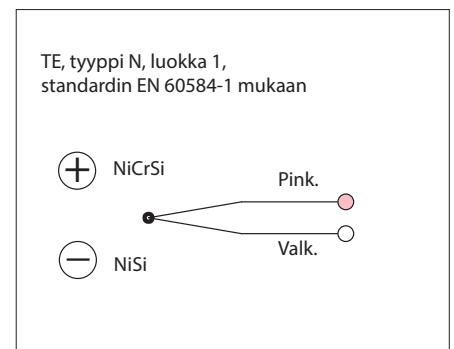 TE, tyyppi N, luokka 1,
standardin EN 60584-1 mukaan
+ NiCrSi
Pink.
Valk.
− NiSi